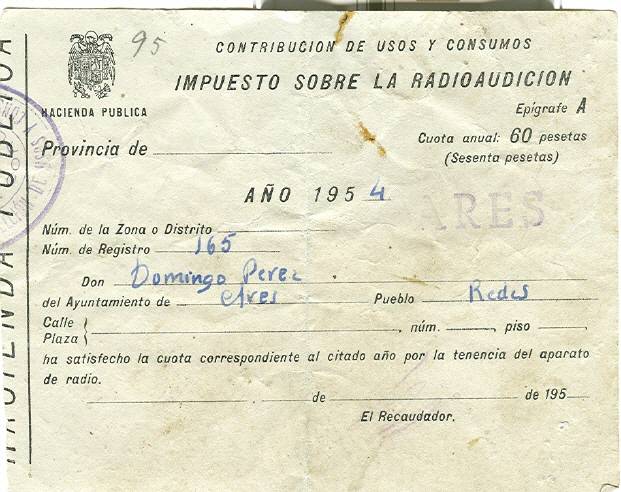 95
CONTRIBUCION DE USOS Y CONSUMOS
IMPUESTO SOBRE LA RADIOAUDICION
HACIENDA PUBLICA
Epígrafe A
Cuota anual: 60 pesetas
(Sesenta pesetas)
Provincia de
AÑO 1954
ARES
Núm. de la Zona o Distrito
Núm. de Registro 165
Don Domingo Perez
del Ayuntamiento de Ares Pueblo Redes
Calle
Plaza , núm. , piso ,
ha satisfecho la cuota correspondiente al citado año por la tenencia del aparato
de radio.
de de 195
El Recaudador.
HACIENDA PUBLICA